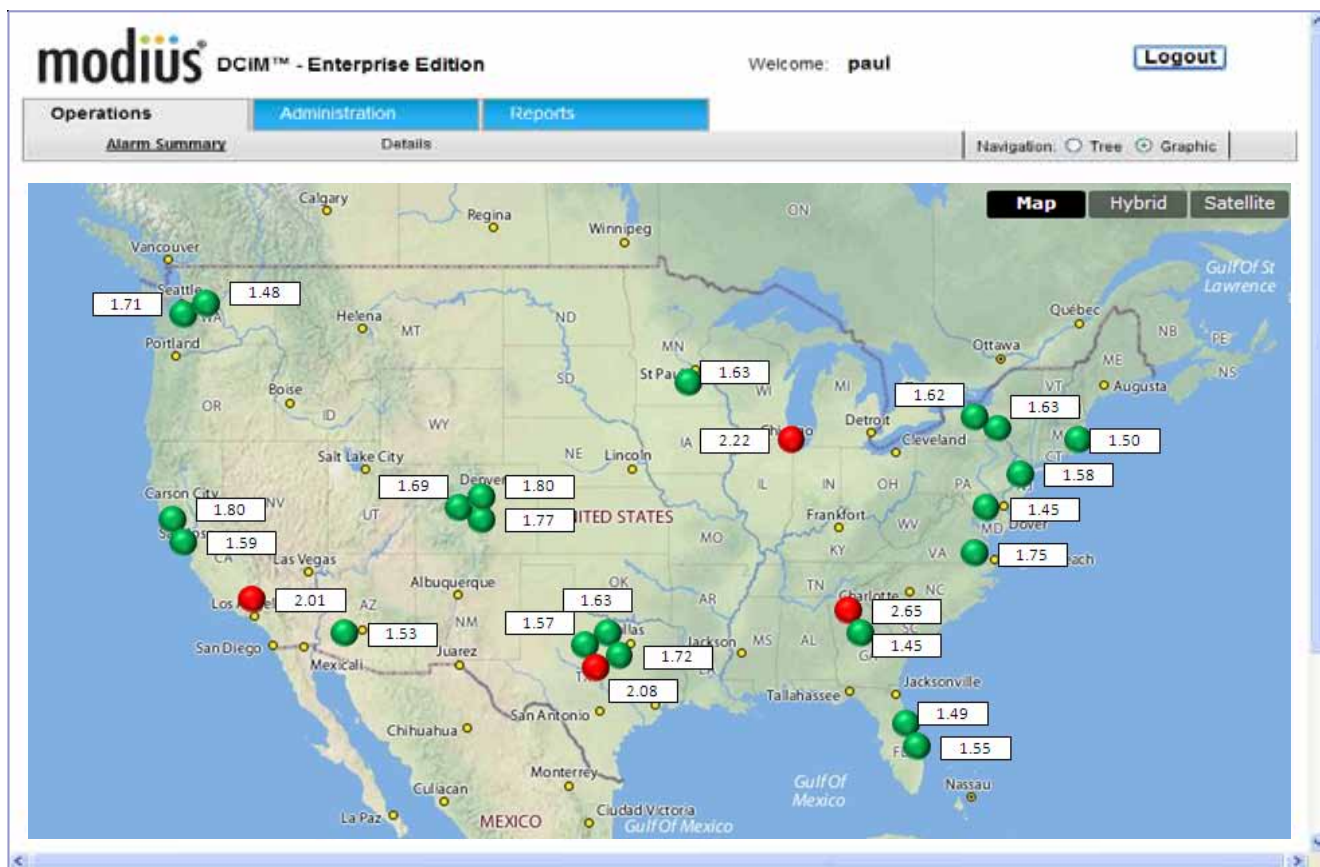 modiüs® DCiM™ - Enterprise Edition
Welcome: paul
Logout
Operations
Administration
Reports
Alarm Summary
Details
Navigation: Tree Graphic
Map
Hybrid
Satellite
Calgary
Regina
Winnipeg
ON
Vancouver
Gulf Of St
Lawrence
Seattle
1.48
1.71
WA
Helena
MT
ND
Québec
NB
PE
Portland
MN
Ottawa
ME
NS
St Pau
1.63
WI
MI
VT
Augusta
Boise
SD
1.62
1.63
OR
ID
WY
Detroit
Cleveland
IA
2.22
M
1.50
CT
Salt Lake City
NE
Lincoln
Denver
1.69
1.80
IL
IN
OH
PA
1.58
Carson City
NV
1.80
UT
1.77
UNITED STATES
Frankfort
WV
1.45
MD
Dover
1.59
CA
MO
KY
VA
1.75
each
Las Vegas
Albuquerque
OK
TN
NC
2.01
AZ
1.63
AR
Charlotte
2.65
NM
1.57
SC
1.53
Jackson
MS
AL
1.45
GA
San Diego
Mexicali
Juarez
1.72
LA
2.08
Tallahassee
Jacksonville
San Antonio
1.49
Chihuahua
FL
1.55
Monterrey
Gulf Of
Mexico
Nassau
Culiacan
La Paz
MEXICO
Ciudad Victoria
Gulf Of Mexico